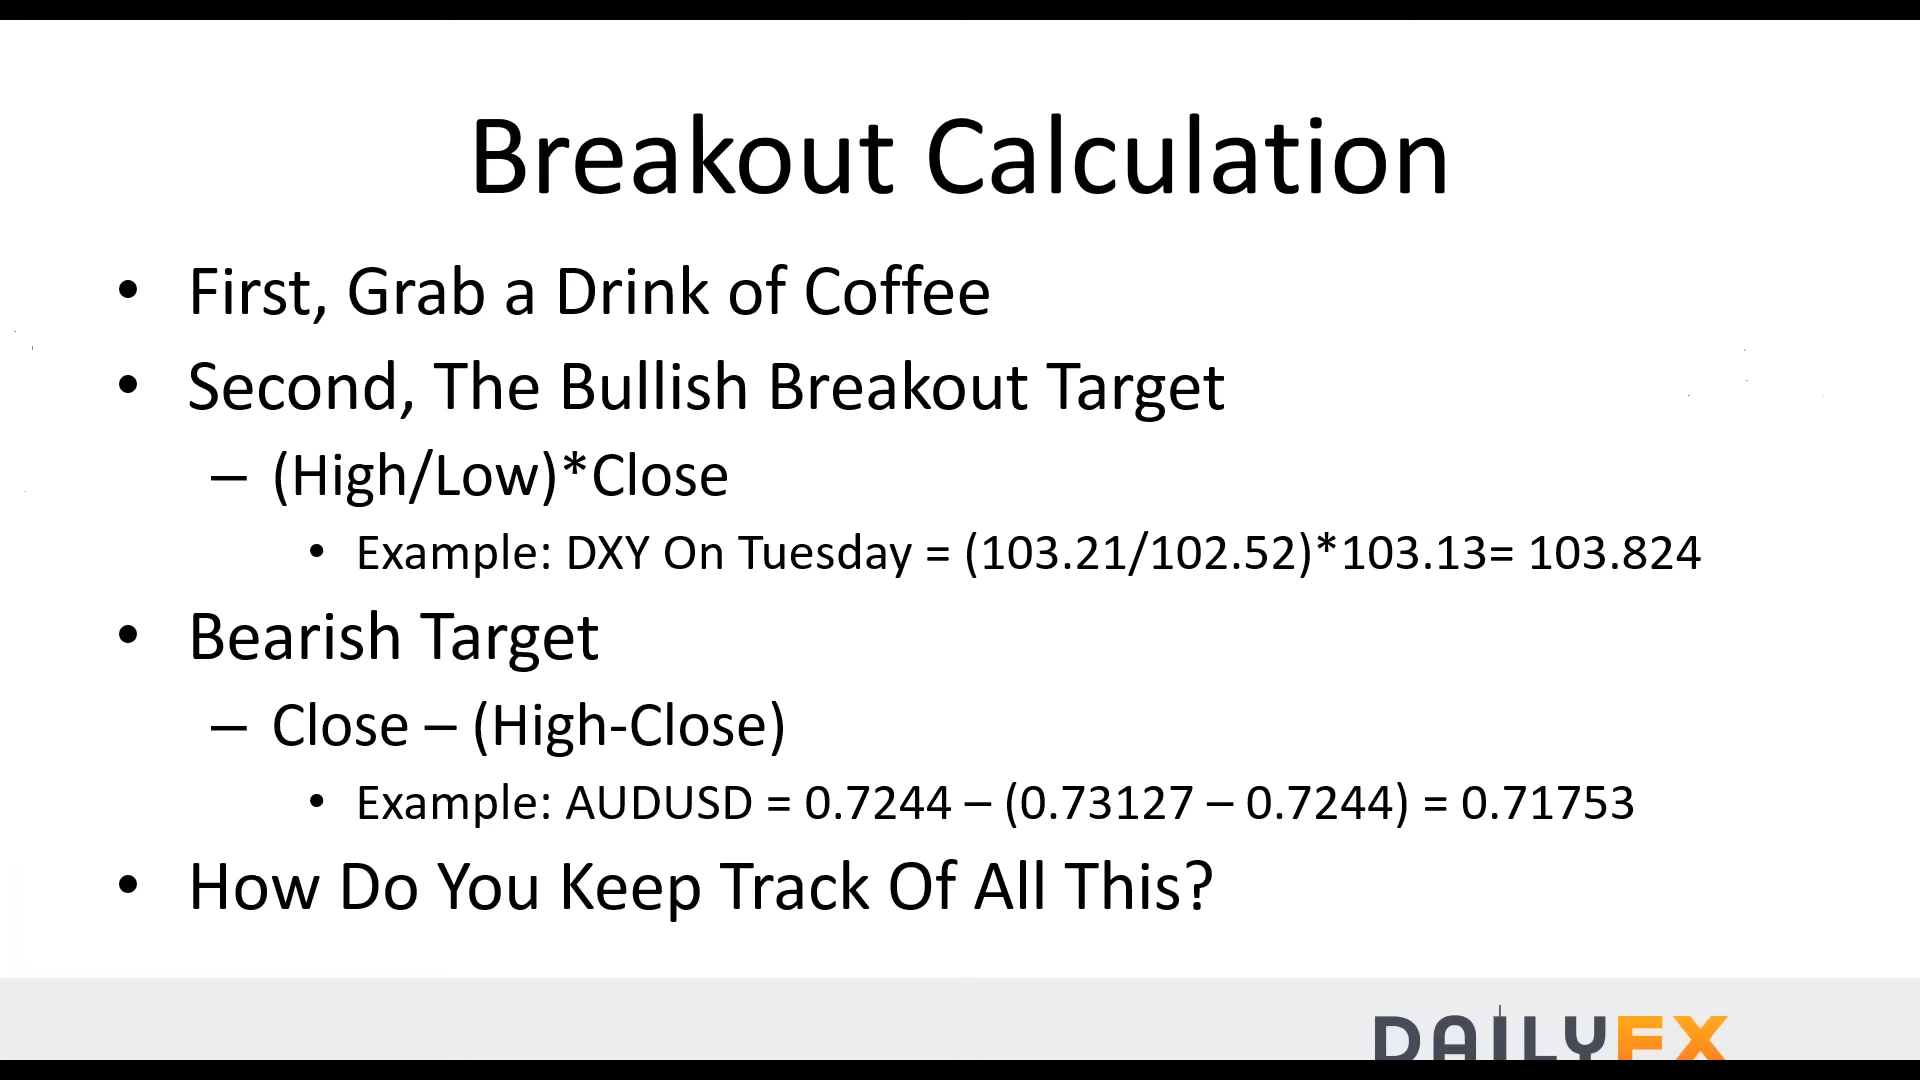 Breakout Calculation
• First, Grab a Drink of Coffee
• Second, The Bullish Breakout Target
– (High/Low)*Close
• Example: DXY On Tuesday = (103.21/102.52)*103.13= 103.824
• Bearish Target
– Close – (High-Close)
• Example: AUDUSD = 0.7244 – (0.73127 – 0.7244) = 0.71753
• How Do You Keep Track Of All This?
DAILYFX